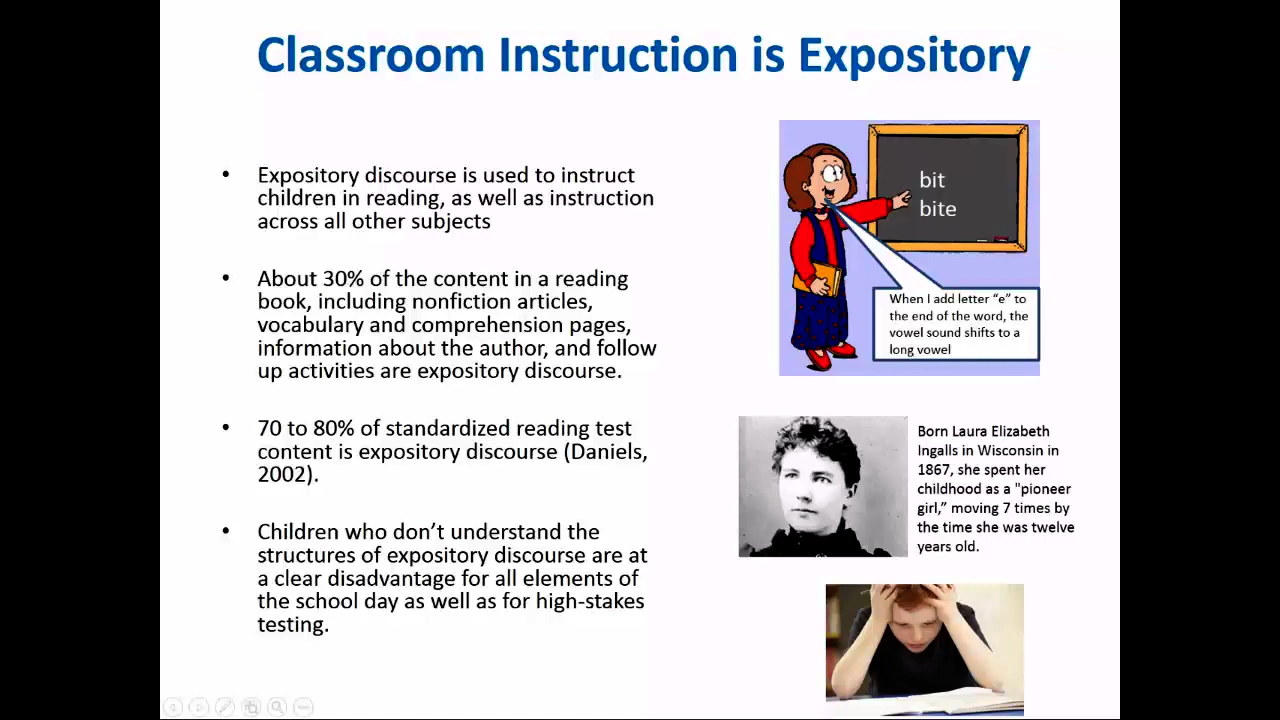 Classroom Instruction is Expository
• Expository discourse is used to instruct
children in reading, as well as instruction
across all other subjects
• About 30% of the content in a reading
book, including nonfiction articles,
vocabulary and comprehension pages,
information about the author, and follow
up activities are expository discourse.
• 70 to 80% of standardized reading test
content is expository discourse (Daniels,
2002).
• Children who don’t understand the
structures of expository discourse are at
a clear disadvantage for all elements of
the school day as well as for high-stakes
testing.
bit
bite
When I add letter “e” to
the end of the word, the
vowel sound shifts to a
long vowel
Born Laura Elizabeth
Ingalls in Wisconsin in
1867, she spent her
childhood as a "pioneer
girl,” moving 7 times by
the time she was twelve
years old.